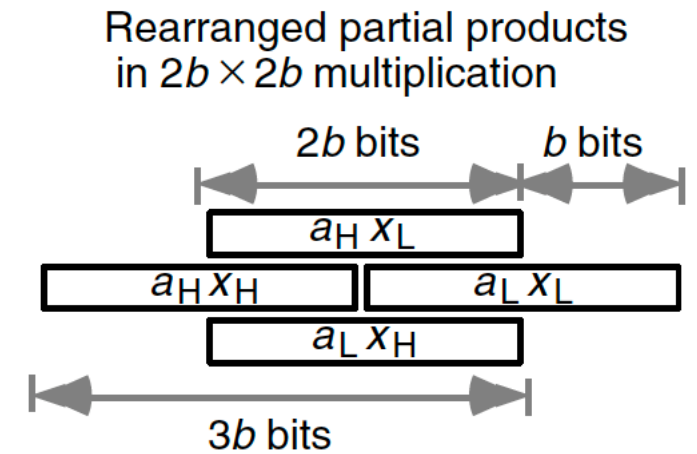 Rearranged partial products
in 2b × 2b multiplication
2b bits b bits
aH xL
aH xH aL xL
aL xH
3b bits